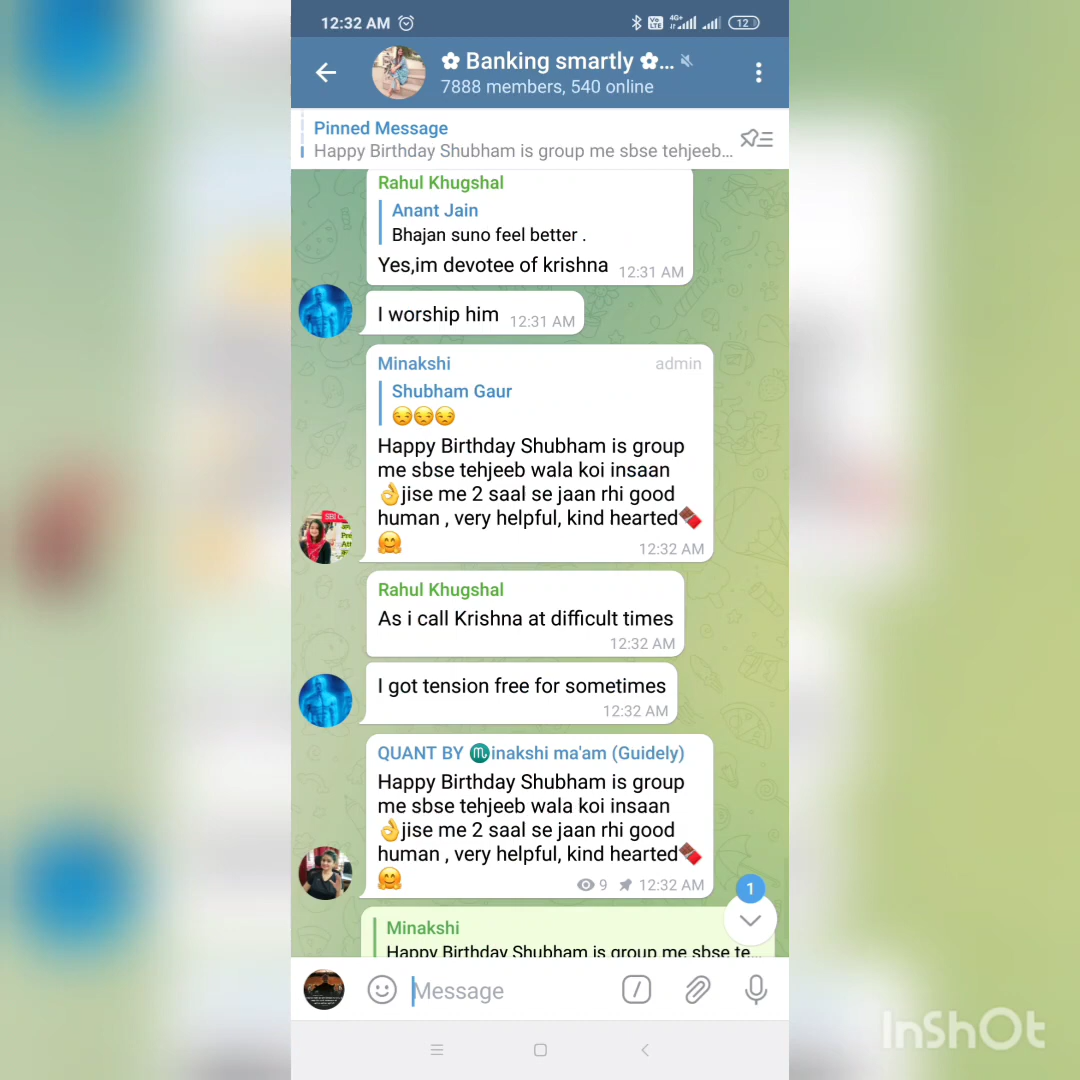 12:32 AM
Vo LTE 4G+ 12
✿ Banking smartly ✿...
7888 members, 540 online
Pinned Message
Happy Birthday Shubham is group me sbse tehjeeb...
Rahul Khugshal
Anant Jain
Bhajan suno feel better .
Yes,im devotee of krishna 12:31 AM
I worship him 12:31 AM
Minakshi admin
Shubham Gaur
😒😒😒
Happy Birthday Shubham is group
me sbse tehjeeb wala koi insaan
👌jise me 2 saal se jaan rhi good
human , very helpful, kind hearted🍫
🤗 12:32 AM
Rahul Khugshal
As i call Krishna at difficult times
12:32 AM
I got tension free for sometimes
12:32 AM
QUANT BY ♏inakshi ma'am (Guidely)
Happy Birthday Shubham is group
me sbse tehjeeb wala koi insaan
👌jise me 2 saal se jaan rhi good
human , very helpful, kind hearted🍫
🤗 9 12:32 AM
1
Minakshi
Happy Birthday Shubham is group me sbse te...
Message
InShOt